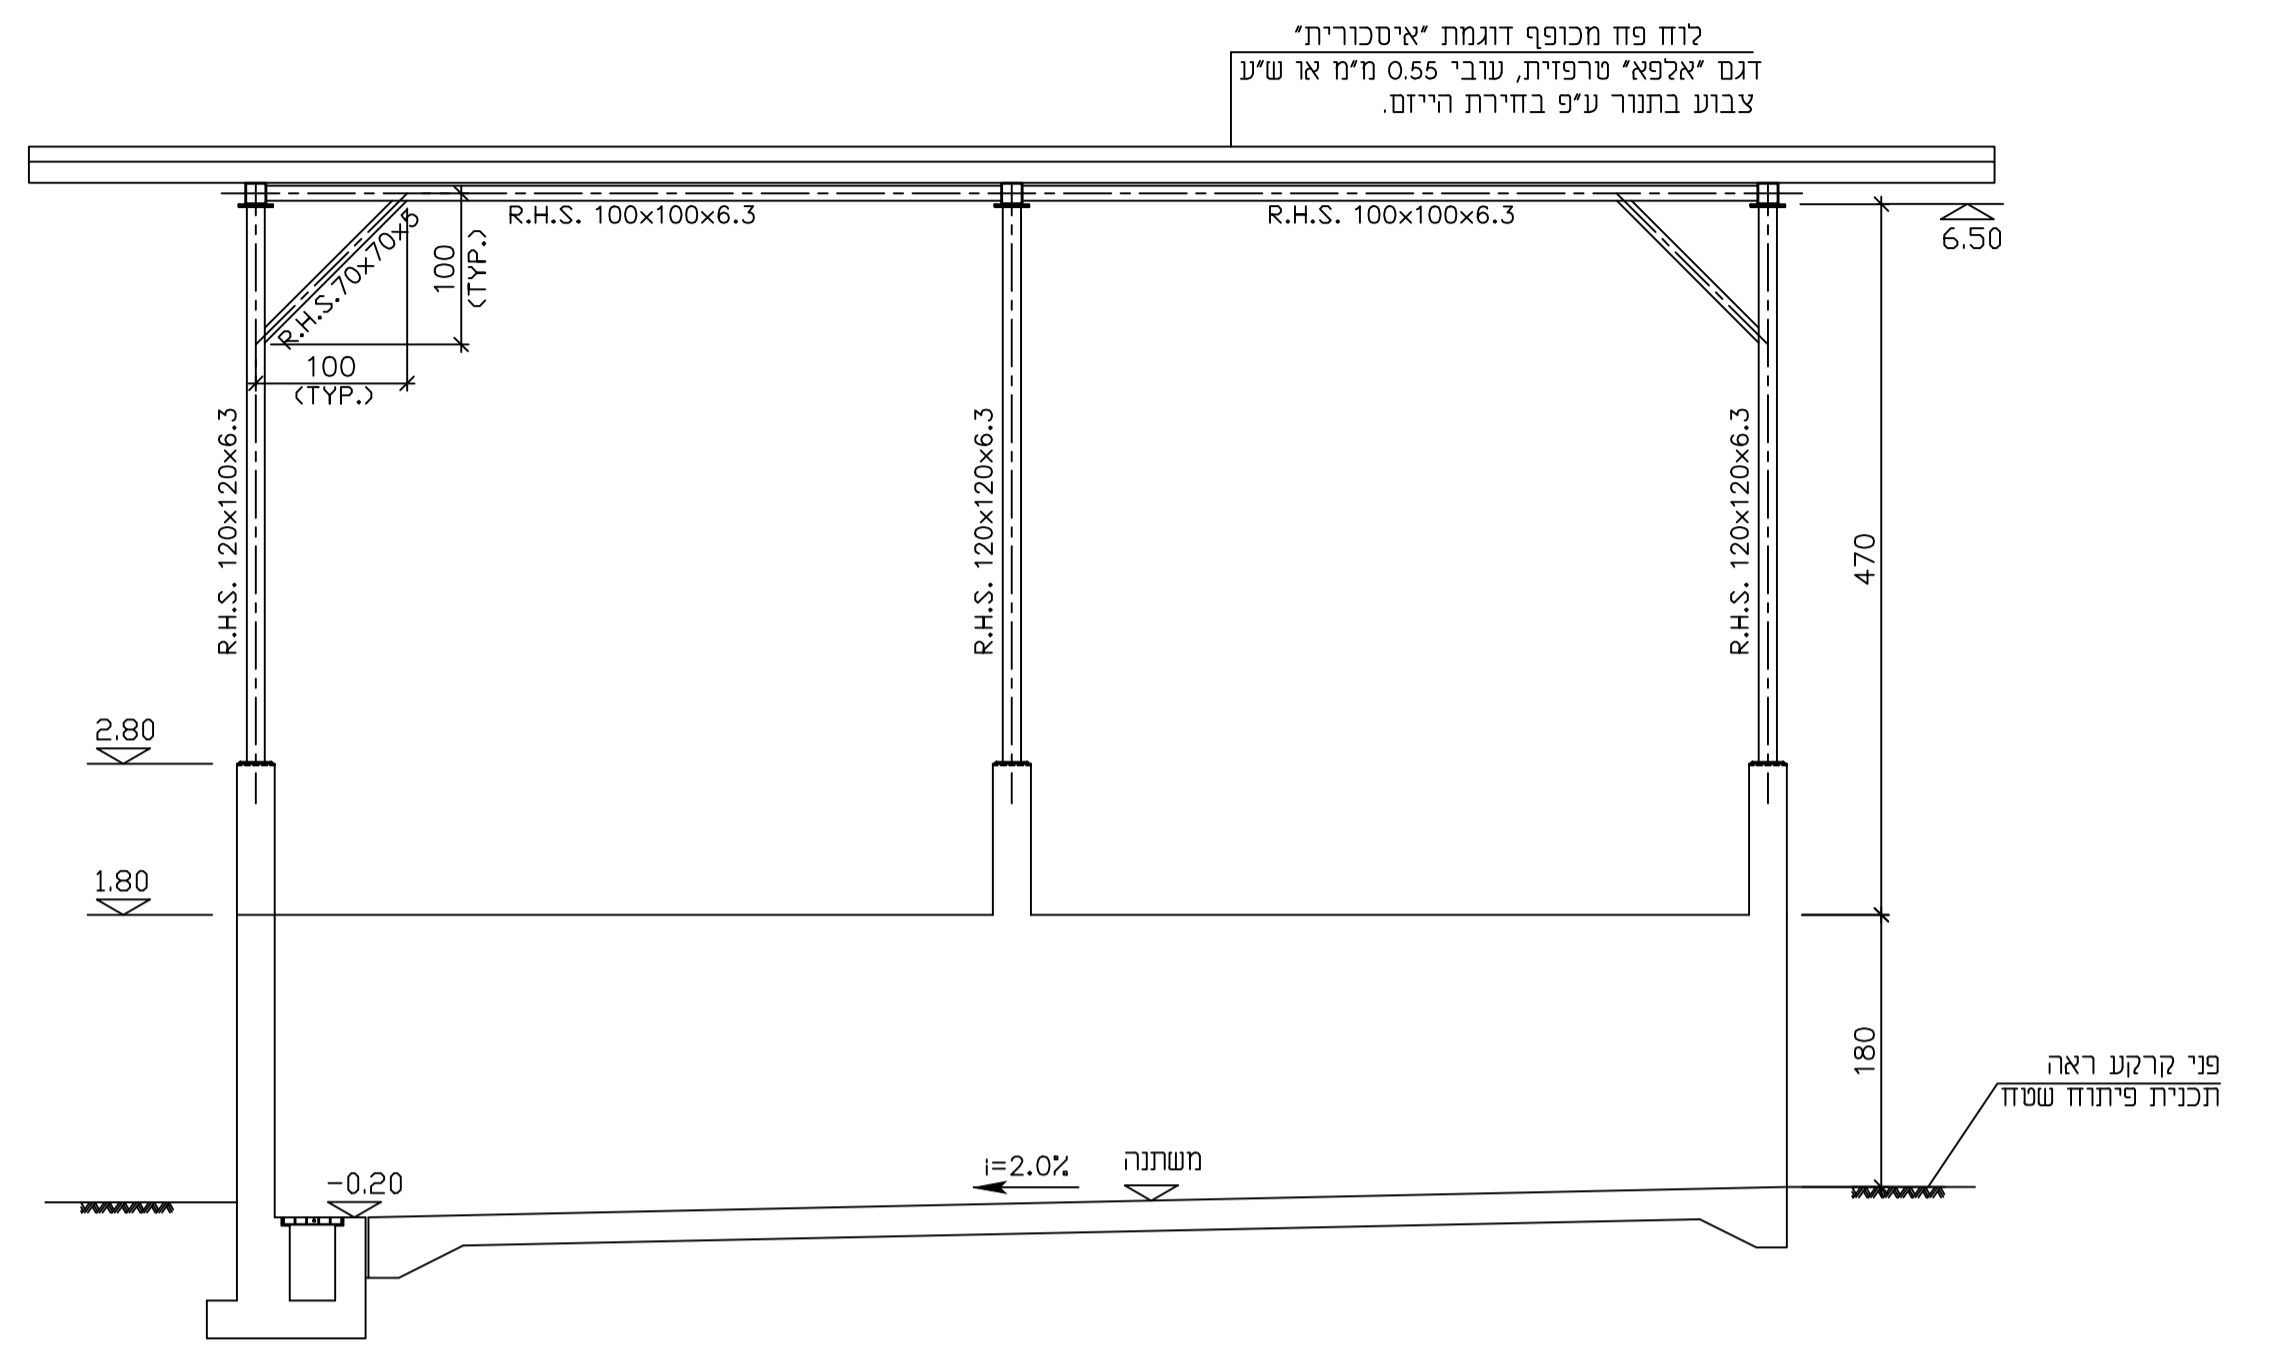 לוח פח מכופף דוגמת "איסכורית"
דגם "אלפא" טרפזית, עובי 0.55 מ"מ או ש"ע
צבוע בתנור ע"פ בחירת הייזם.
R.H.S. 100x100x6.3
R.H.S. 100x100x6.3
6.50
R.H.S.70x70x5
100
(TYP.)
100
(TYP.)
R.H.S. 120x120x6.3
R.H.S. 120x120x6.3
R.H.S. 120x120x6.3
470
2.80
1.80
180
פני קרקע ראה
תכנית פיתוח שטח
משתנה
i=2.0%
-0.20